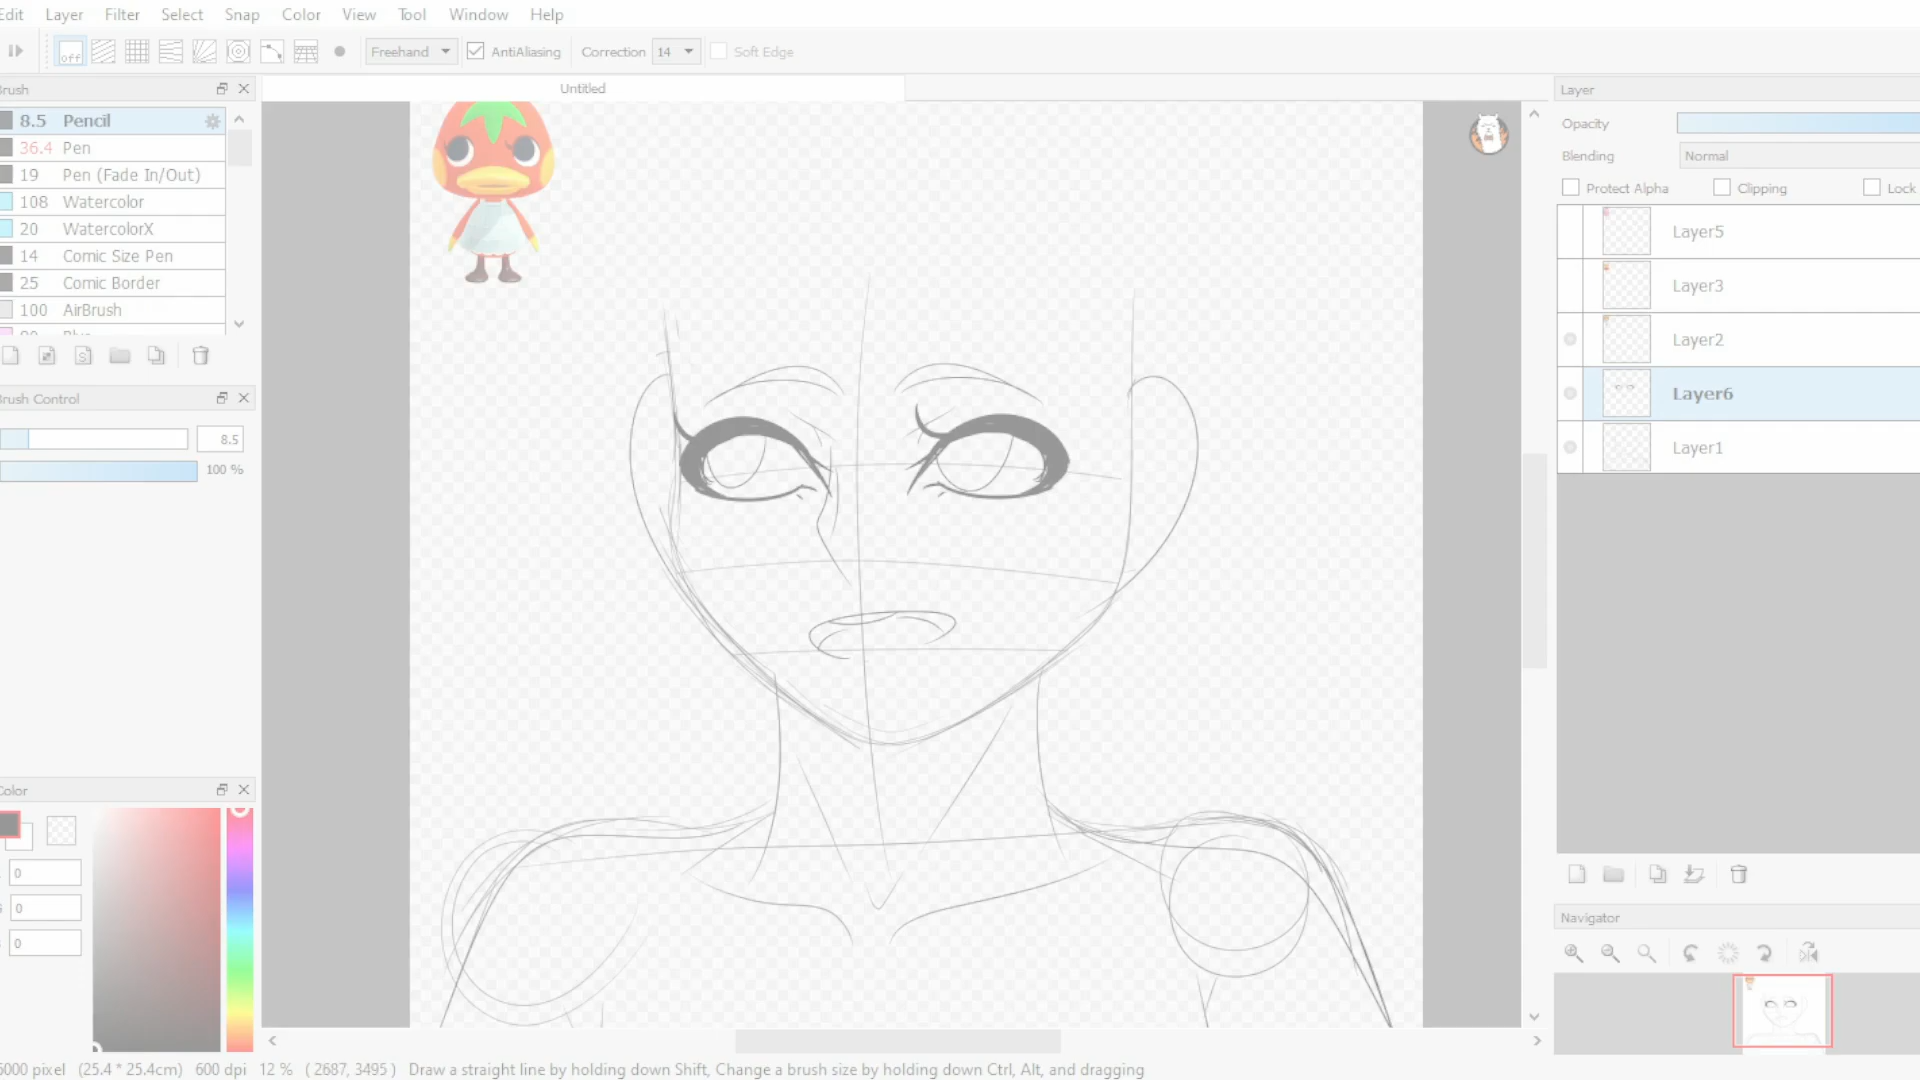 Edit Layer Filter Select Snap Color View Tool Window Help
off Freehand AntiAliasing Correction 14 Soft Edge
Brush
Untitled
Layer
8.5 Pencil
36.4 Pen
19 Pen (Fade In/Out)
108 Watercolor
20 WatercolorX
14 Comic Size Pen
25 Comic Border
100 AirBrush
Opacity
Blending Normal
Protect Alpha Clipping Lock
Layer5
Layer3
Layer2
Layer6
Layer1
Brush Control
8.5
100 %
Color
0
0
0
Navigator
5000 pixel (25.4 * 25.4cm) 600 dpi 12 % ( 2687, 3495 ) Draw a straight line by holding down Shift, Change a brush size by holding down Ctrl, Alt, and dragging